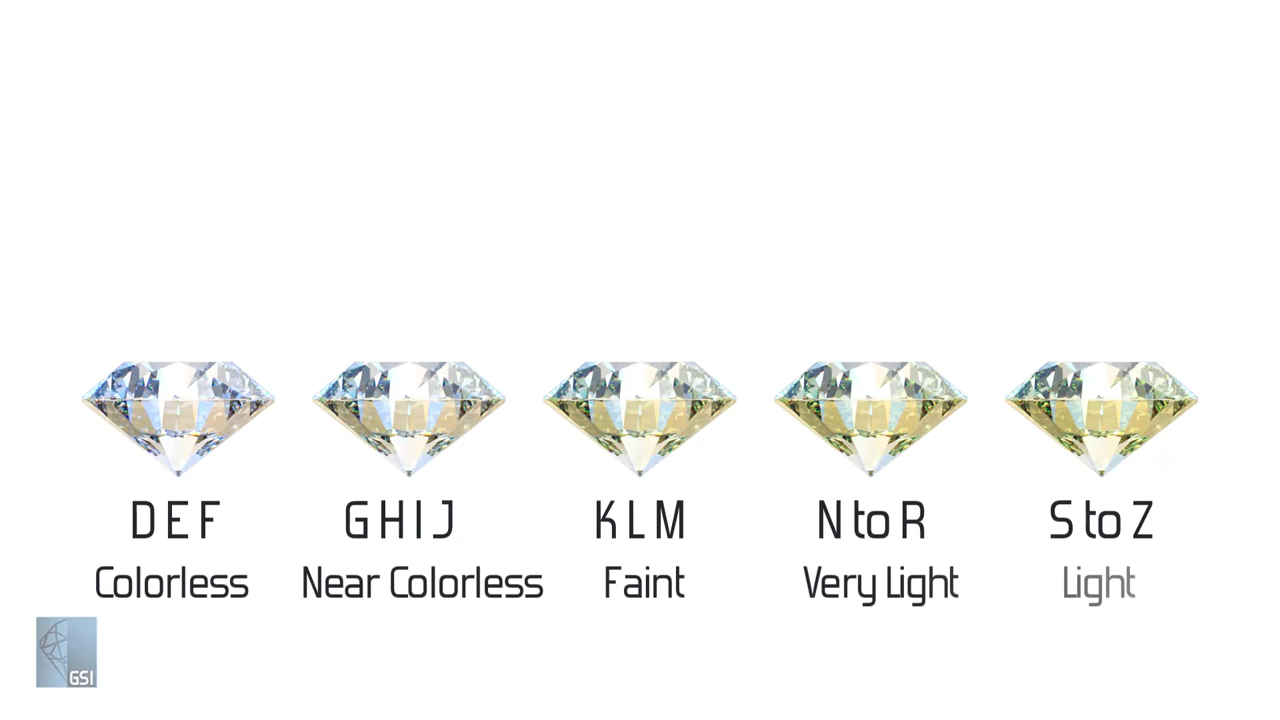 D E F
G H I J
K L M
N to R
S to Z
Colorless
Near Colorless
Faint
Very Light
Light
GSI